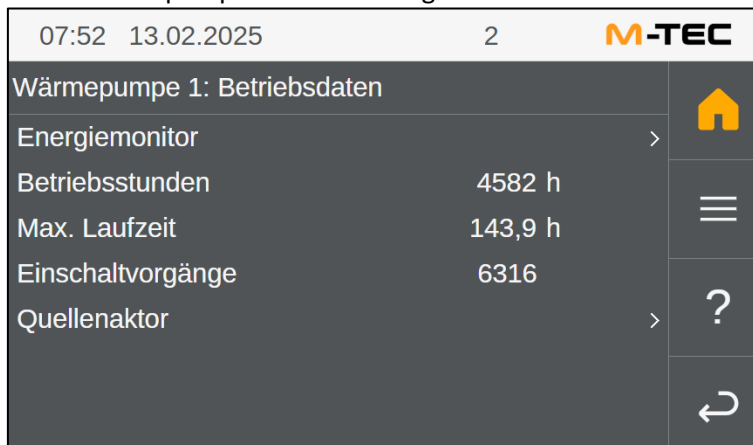 07:52 13.02.2025 2 M-TEC
Wärmepumpe 1: Betriebsdaten
Energiemonitor >
Betriebsstunden 4582 h
Max. Laufzeit 143,9 h
Einschaltvorgänge 6316
Quellenaktor >
?